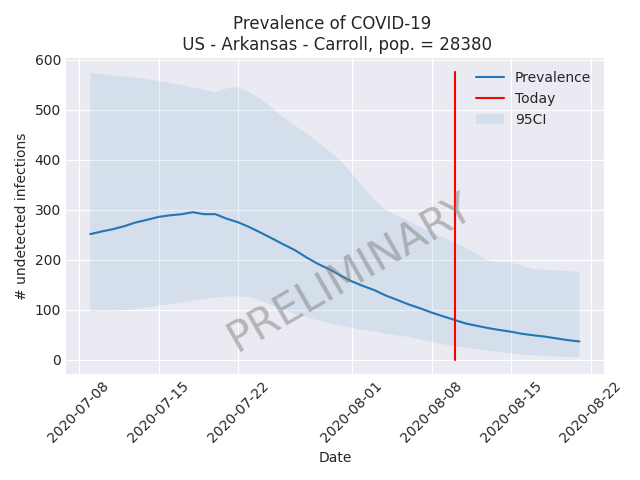 Prevalence of COVID-19
US - Arkansas - Carroll, pop. = 28380
600
500
400
300
200
100
0
# undetected infections
Prevalence
Today
95CI
PRELIMINARY
2020-07-08
2020-07-15
2020-07-22
2020-08-01
2020-08-08
2020-08-15
2020-08-22
Date